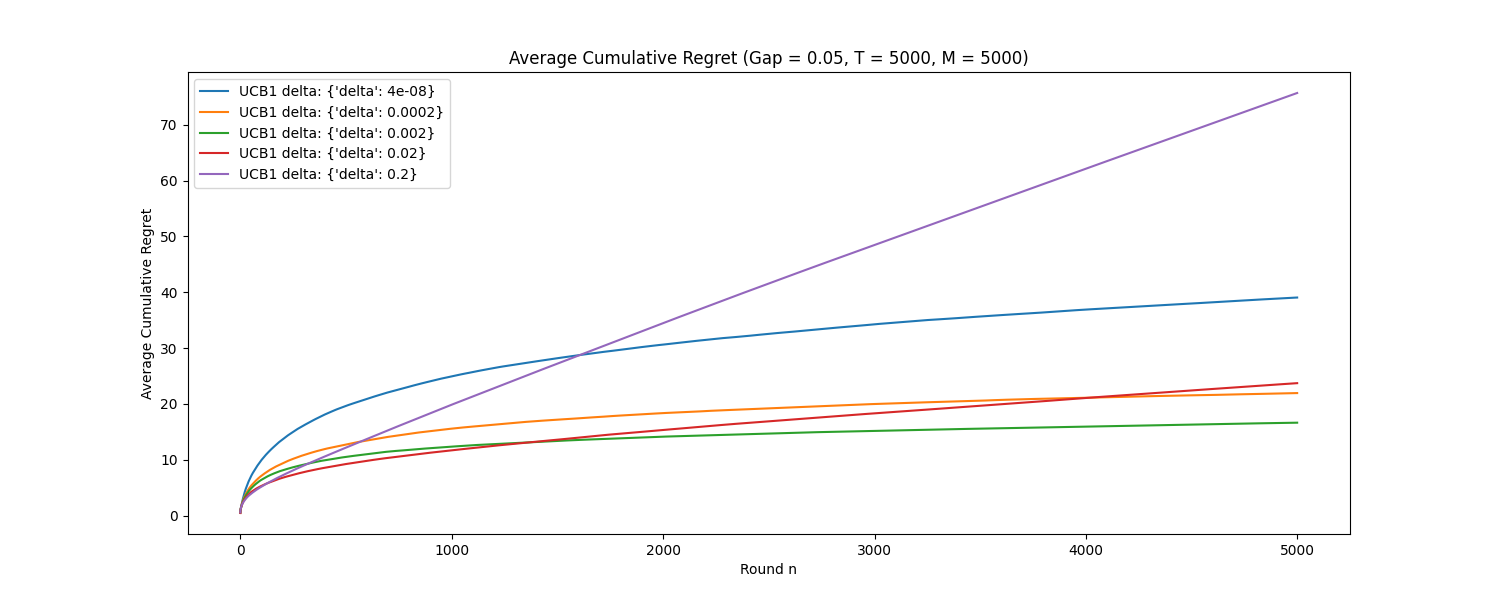 Average Cumulative Regret (Gap = 0.05, T = 5000, M = 5000)
UCB1 delta: {'delta': 4e-08}
UCB1 delta: {'delta': 0.0002}
UCB1 delta: {'delta': 0.002}
UCB1 delta: {'delta': 0.02}
UCB1 delta: {'delta': 0.2}
Average Cumulative Regret
70
60
50
40
30
20
10
0
0 1000 2000 3000 4000 5000
Round n